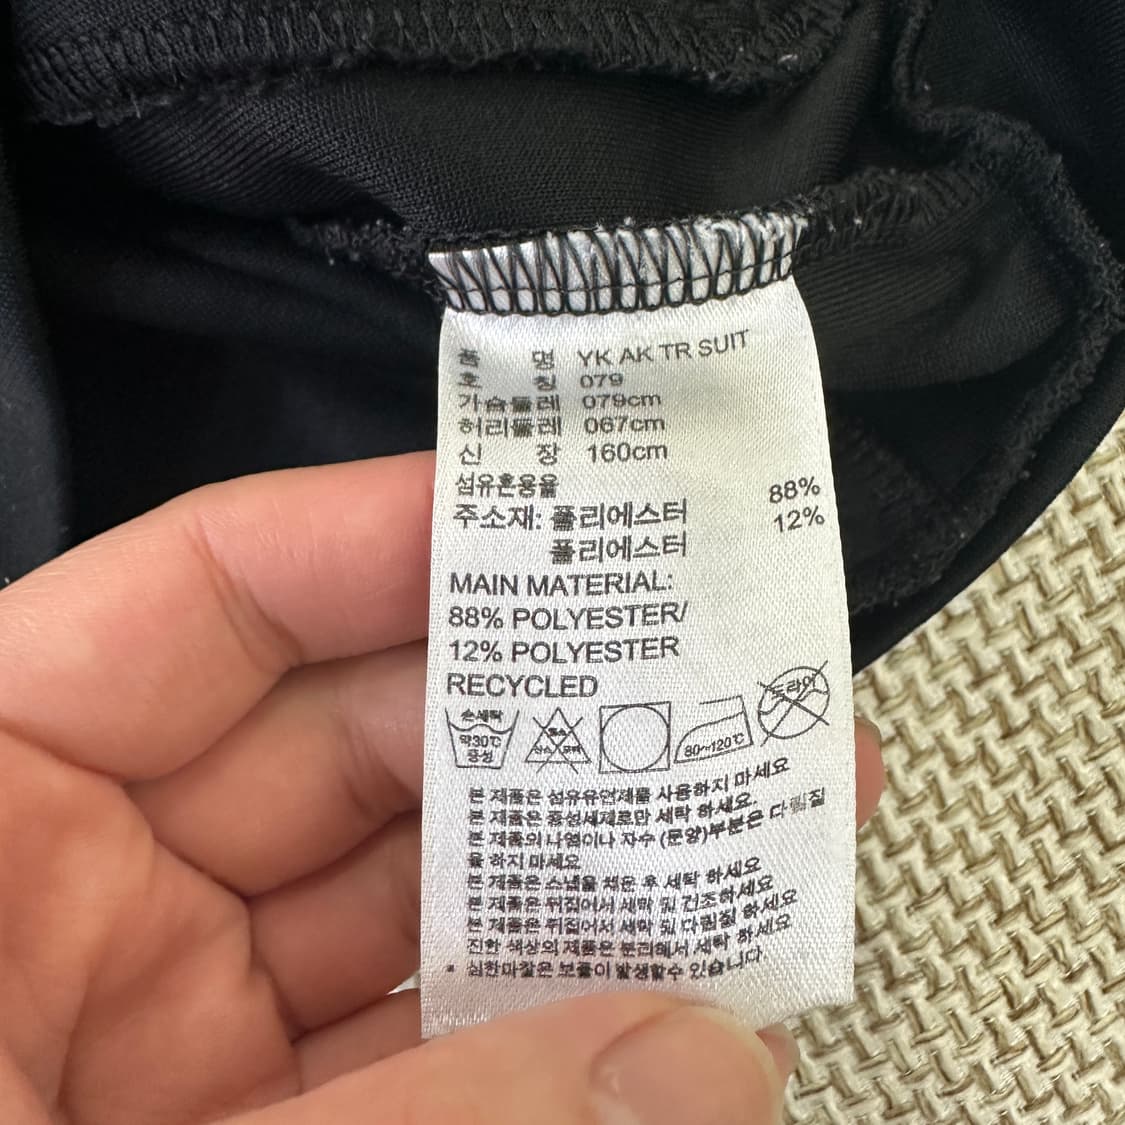 품 명 YK AK TR SUIT
호 칭 079
가슴둘레 079cm
허리둘레 067cm
신 장 160cm
섬유혼용율
주소재: 폴리에스터 88%
폴리에스터 12%
MAIN MATERIAL:
88% POLYESTER/
12% POLYESTER
RECYCLED
손세탁
약30℃
중성
염소
산소 표백
80~120℃
드라이
본 제품은 섬유유연제를 사용하지 마세요
본 제품은 중성세제로만 세탁 하세요.
본 제품의 나염이나 자수 (문양)부분은 다림질
을 하지 마세요
본 제품은 스냅을 채운 후 세탁 하세요
본 제품은 뒤집어서 세탁 및 건조하세요
본 제품은 뒤집어서 세탁 및 다림질 하세요
진한 색상의 제품은 분리해서 세탁 하세요
* 심한마찰은 보풀이 발생할수 있습니다